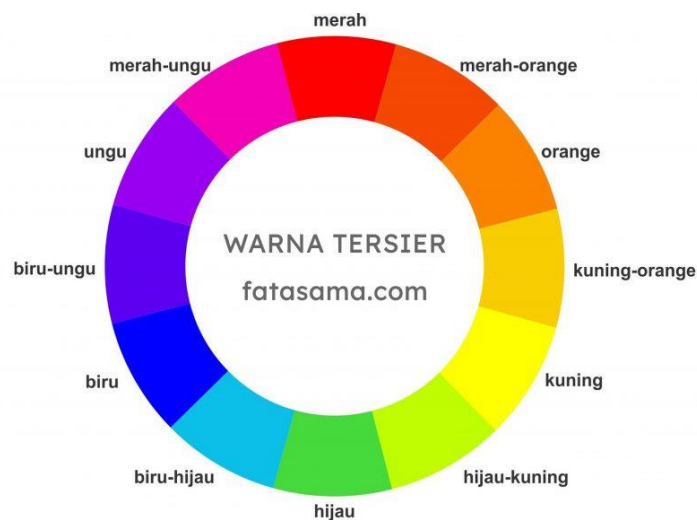 merah
merah-ungu
merah-orange
ungu
orange
WARNA TERSIER
fatasama.com
biru-ungu
kuning-orange
biru
kuning
biru-hijau
hijau-kuning
hijau